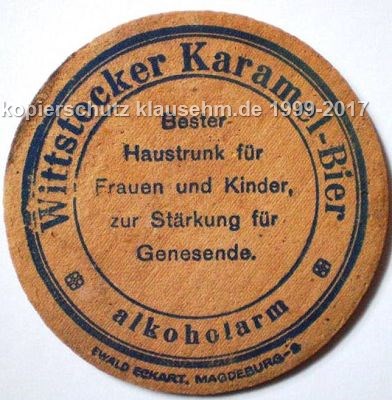 Wittstocker Karamel-Bier
Bester
Haustrunk für
Frauen und Kinder,
zur Stärkung für
Genesende.
alkoholarm
EWALD ECKART, MAGDEBURG-S
kopierschutz klausehm.de 1999-2017